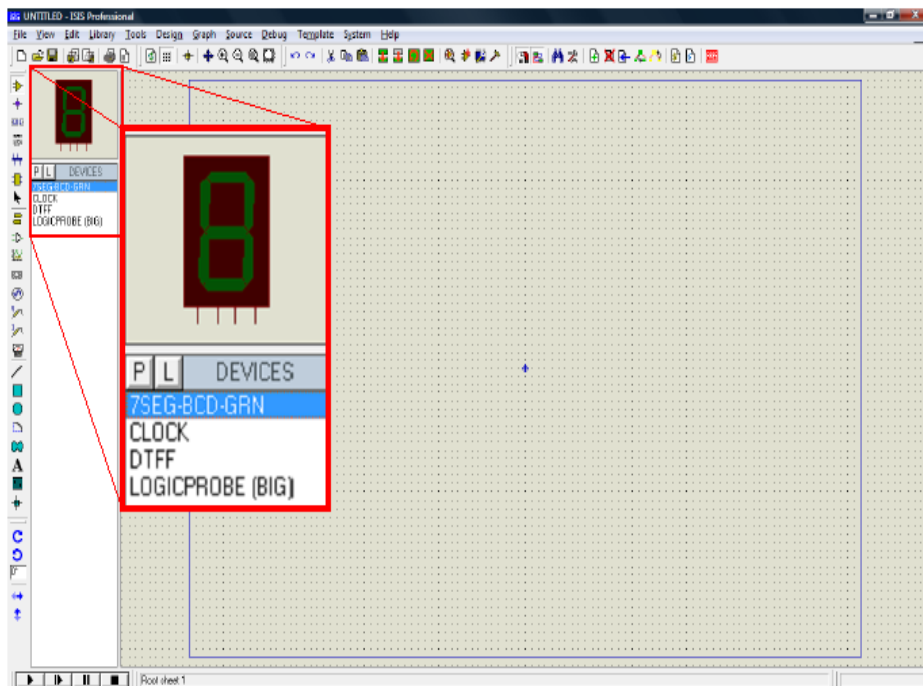 UNTITLED - ISIS Professional
File View Edit Library Tools Design Graph Source Debug Template System Help
P L DEVICES
7SEG-BCD-GRN
CLOCK
DTFF
LOGICPROBE (BIG)
P L DEVICES
7SEG-BCD-GRN
CLOCK
DTFF
LOGICPROBE (BIG)
A
Root sheet 1